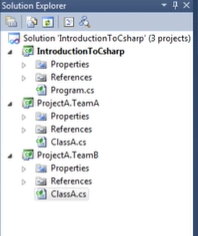 Solution Explorer
Solution 'IntroductionToCsharp' (3 projects)
IntroductionToCsharp
Properties
References
Program.cs
ProjectA.TeamA
Properties
References
ClassA.cs
ProjectA.TeamB
Properties
References
ClassA.cs